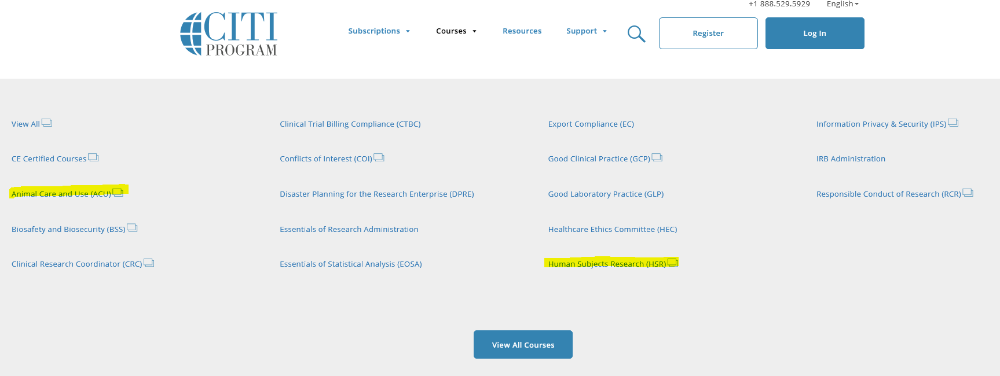 +1 888.529.5929 English
CITI
PROGRAM
Subscriptions Courses Resources Support Register Log In
View All Clinical Trial Billing Compliance (CTBC) Export Compliance (EC) Information Privacy & Security (IPS)
CE Certified Courses Conflicts of Interest (COI) Good Clinical Practice (GCP) IRB Administration
Animal Care and Use (ACU) Disaster Planning for the Research Enterprise (DPRE) Good Laboratory Practice (GLP) Responsible Conduct of Research (RCR)
Biosafety and Biosecurity (BSS) Essentials of Research Administration Healthcare Ethics Committee (HEC)
Clinical Research Coordinator (CRC) Essentials of Statistical Analysis (EOSA) Human Subjects Research (HSR)
View All Courses